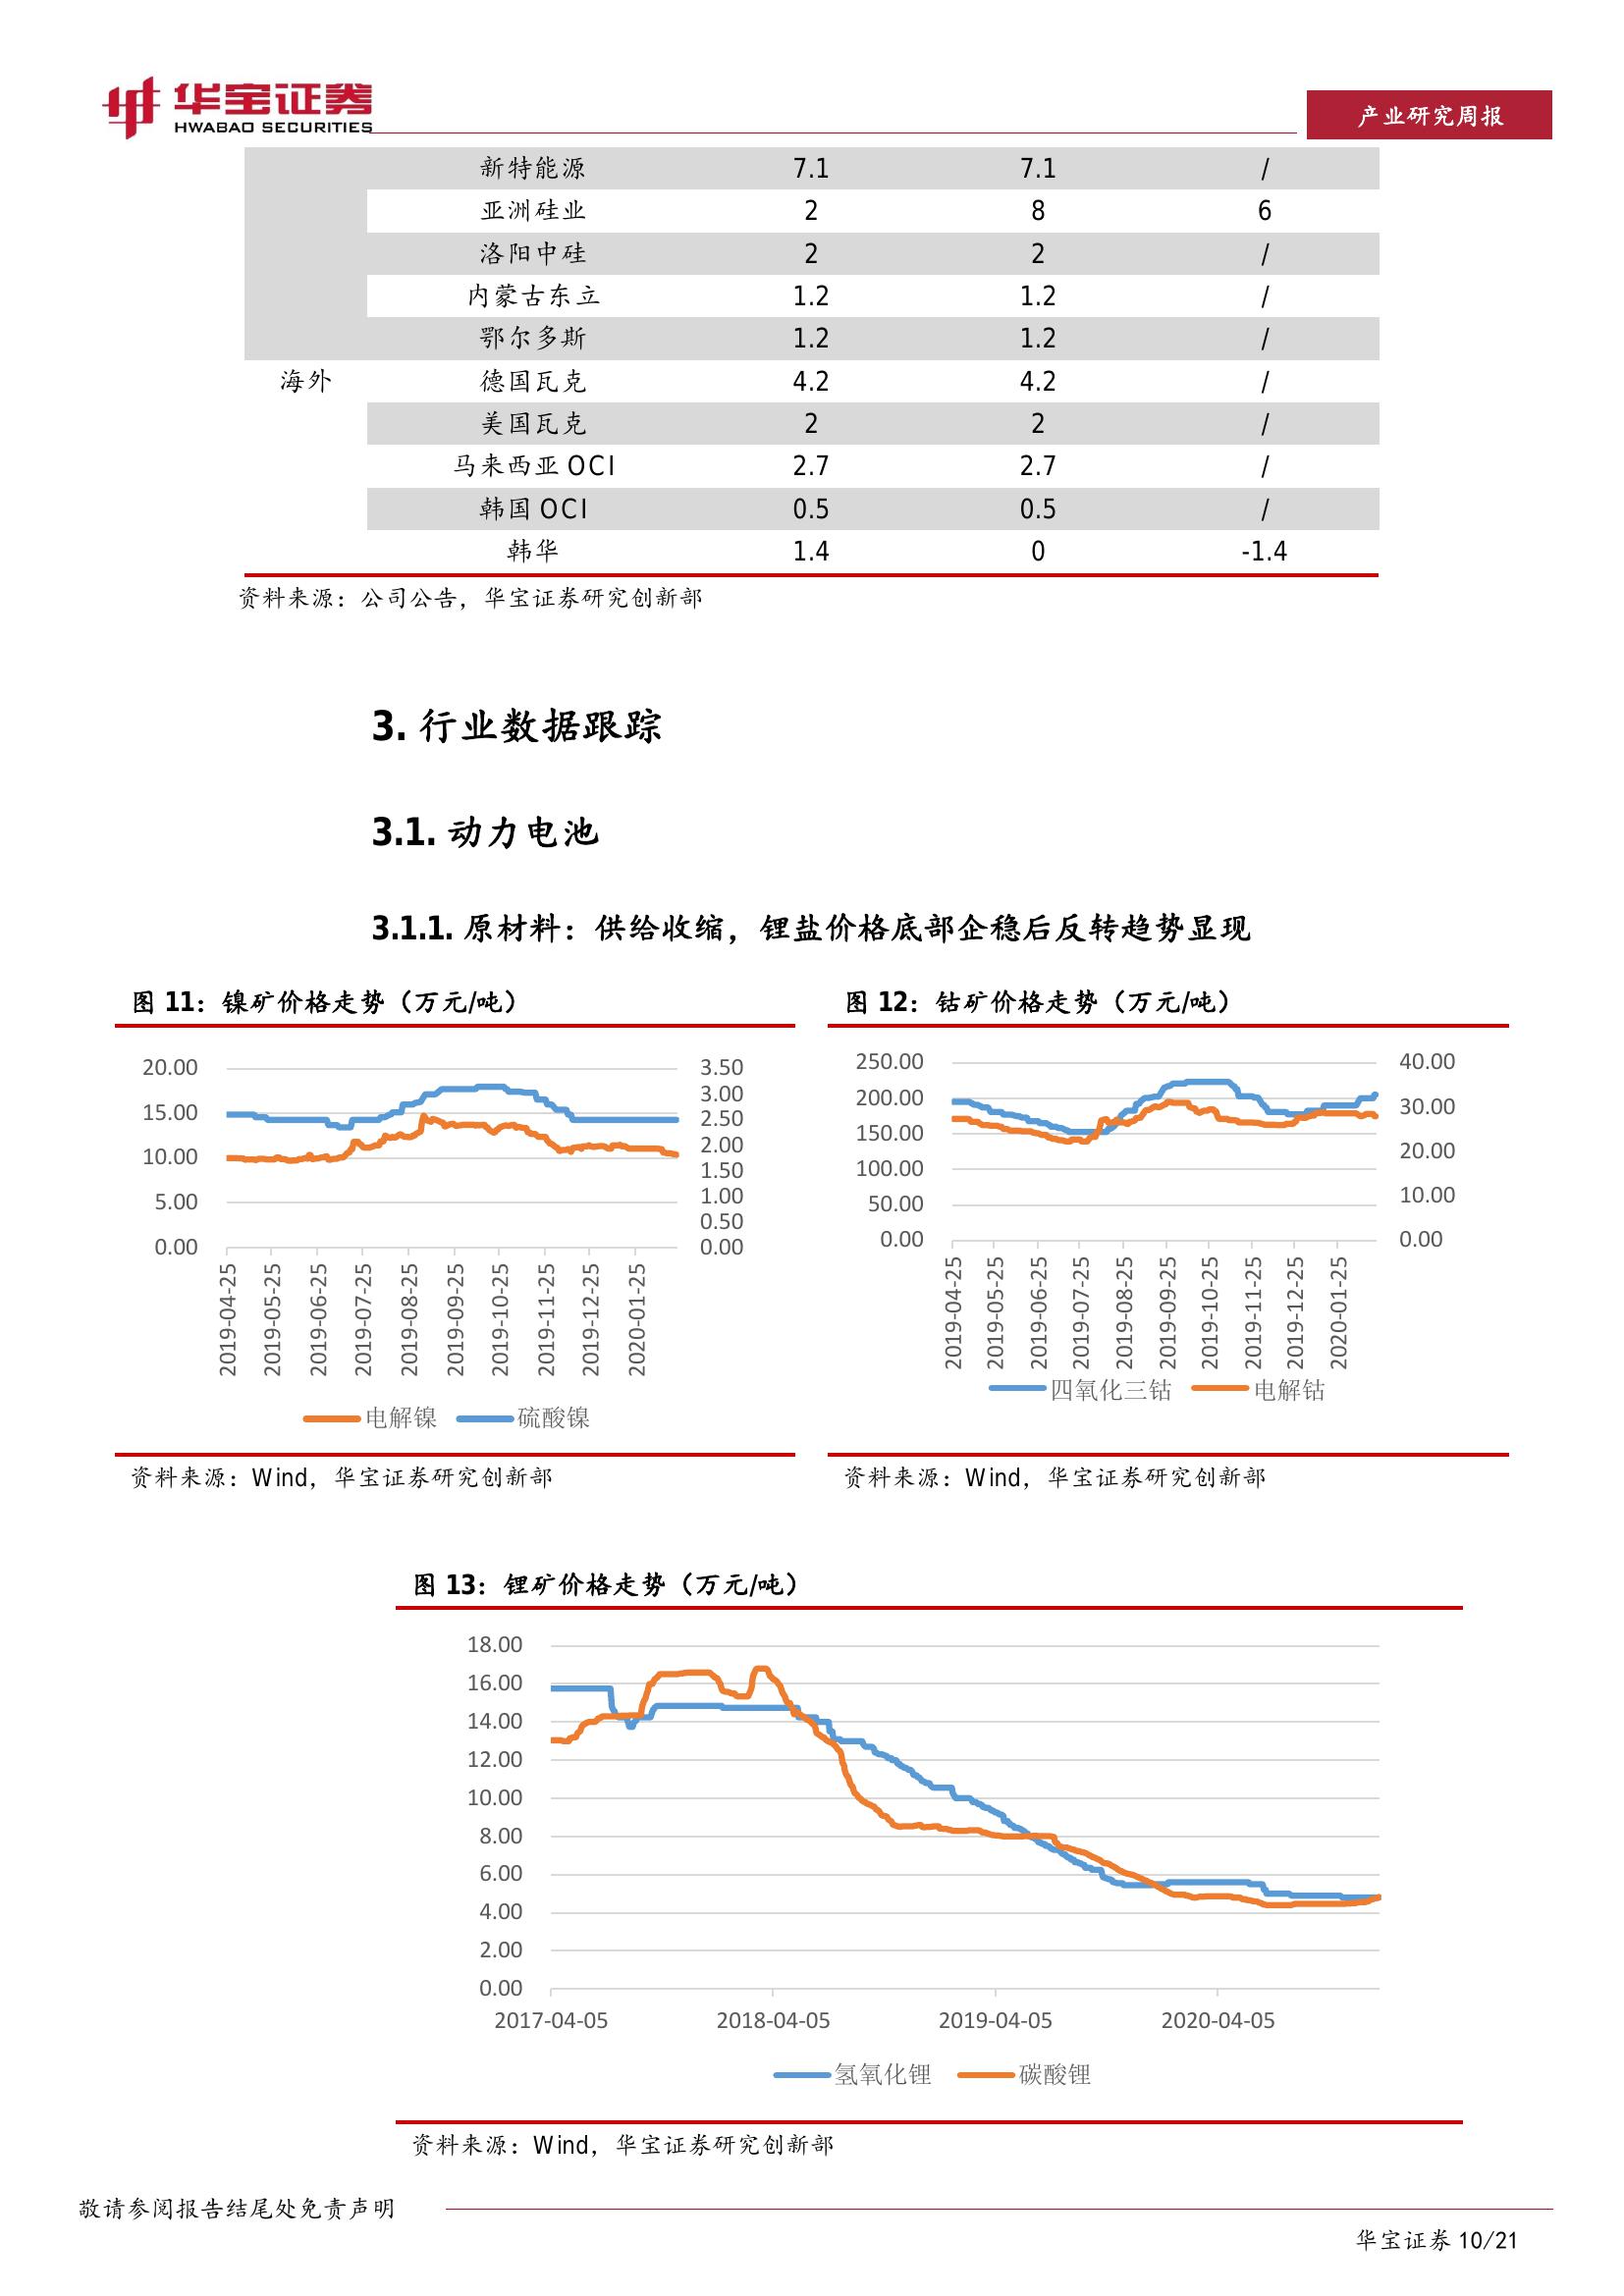 华宝证券
HWABAO SECURITIES
产业研究周报
新特能源 7.1 7.1 /
亚洲硅业 2 8 6
洛阳中硅 2 2 /
内蒙古东立 1.2 1.2 /
鄂尔多斯 1.2 1.2 /
海外 德国瓦克 4.2 4.2 /
美国瓦克 2 2 /
马来西亚 OCI 2.7 2.7 /
韩国 OCI 0.5 0.5 /
韩华 1.4 0 -1.4
资料来源：公司公告，华宝证券研究创新部
3. 行业数据跟踪
3.1. 动力电池
3.1.1. 原材料：供给收缩，锂盐价格底部企稳后反转趋势显现
图 11：镍矿价格走势（万元/吨）
20.00
15.00
10.00
5.00
0.00
3.50
3.00
2.50
2.00
1.50
1.00
0.50
0.00
2019-04-25
2019-05-25
2019-06-25
2019-07-25
2019-08-25
2019-09-25
2019-10-25
2019-11-25
2019-12-25
2020-01-25
电解镍 硫酸镍
资料来源：Wind，华宝证券研究创新部
图 12：钴矿价格走势（万元/吨）
250.00
200.00
150.00
100.00
50.00
0.00
40.00
30.00
20.00
10.00
0.00
2019-04-25
2019-05-25
2019-06-25
2019-07-25
2019-08-25
2019-09-25
2019-10-25
2019-11-25
2019-12-25
2020-01-25
四氧化三钴 电解钴
资料来源：Wind，华宝证券研究创新部
图 13：锂矿价格走势（万元/吨）
18.00
16.00
14.00
12.00
10.00
8.00
6.00
4.00
2.00
0.00
2017-04-05 2018-04-05 2019-04-05 2020-04-05
氢氧化锂 碳酸锂
资料来源：Wind，华宝证券研究创新部
敬请参阅报告结尾处免责声明
华宝证券 10/21